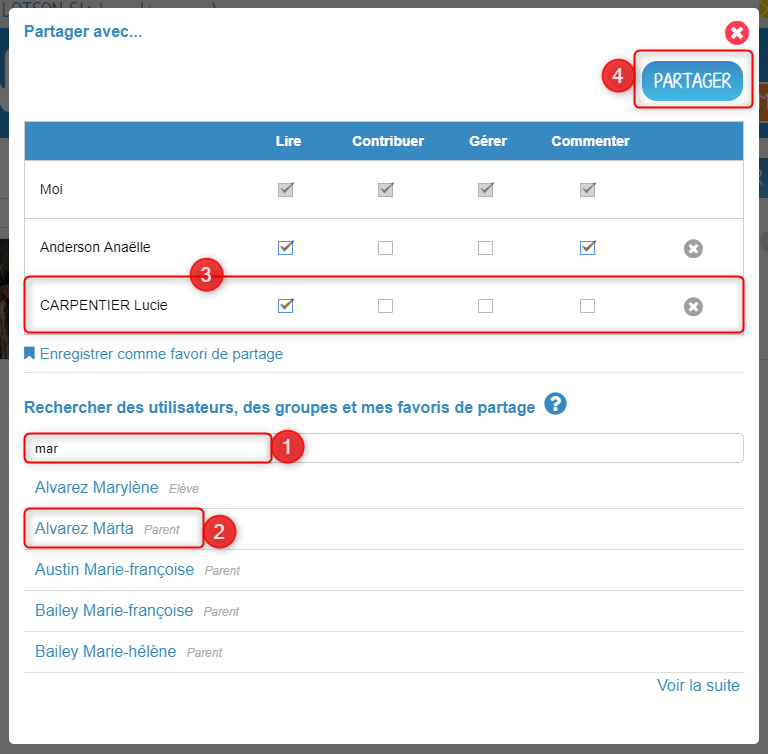 Partager avec...
4
PARTAGER
Lire Contribuer Gérer Commenter
Moi
Anderson Anaëlle
3
CARPENTIER Lucie
Enregistrer comme favori de partage
Rechercher des utilisateurs, des groupes et mes favoris de partage ?
mar 1
Alvarez Marylène Elève
Alvarez Märta Parent 2
Austin Marie-françoise Parent
Bailey Marie-françoise Parent
Bailey Marie-hélène Parent
Voir la suite